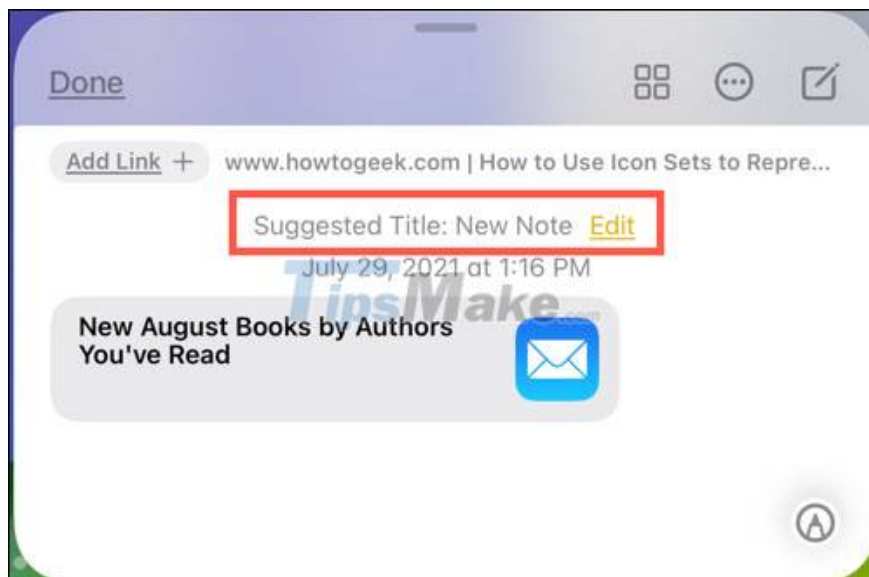 Done
Add Link + www.howtogeek.com | How to Use Icon Sets to Repre...
Suggested Title: New Note Edit
July 29, 2021 at 1:16 PM
TipsMake.com
New August Books by Authors
You've Read